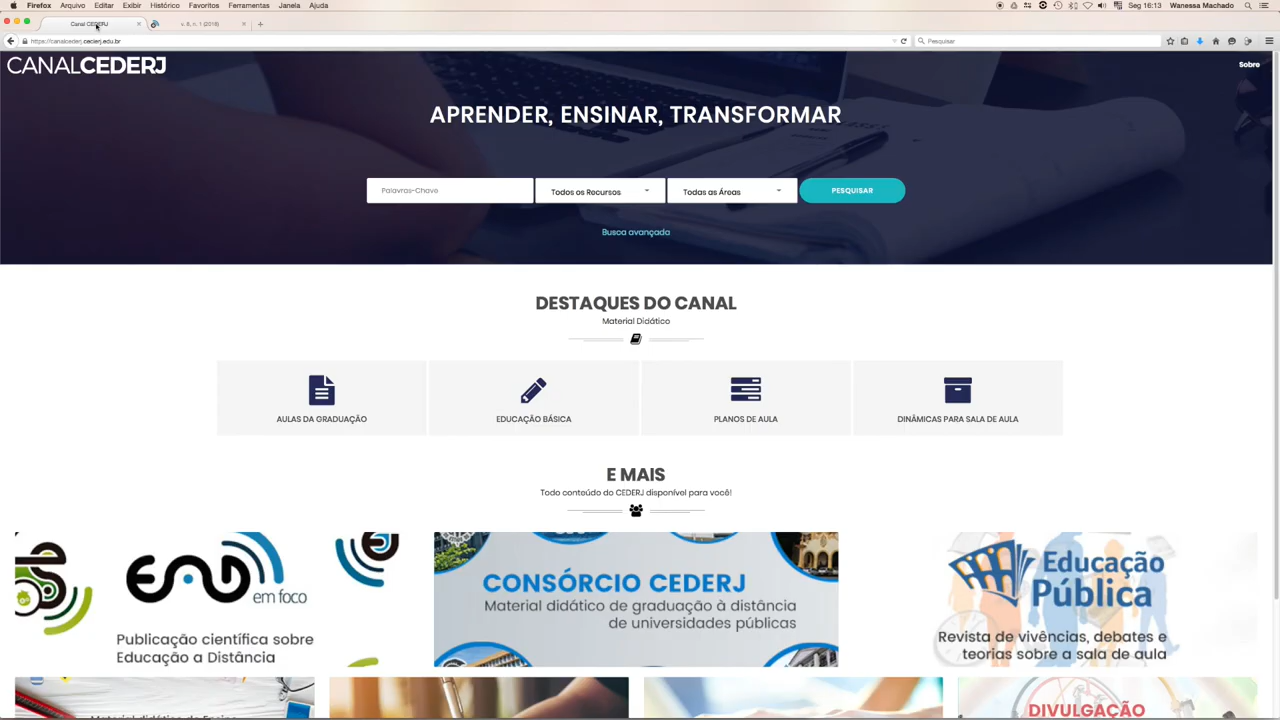 Firefox Arquivo Editar Exibir Histórico Favoritos Ferramentas Janela Ajuda Seg 16:13 Wanessa Machado
Canal CEDERJ v. 8, n. 1 (2018)
https://canalcederj.cecierj.edu.br Pesquisar
CANALCEDERJ Sobre
APRENDER, ENSINAR, TRANSFORMAR
Palavras-Chave Todos os Recursos Todas as Áreas PESQUISAR
Busca avançada
DESTAQUES DO CANAL
Material Didático
AULAS DA GRADUAÇÃO EDUCAÇÃO BÁSICA PLANOS DE AULA DINÂMICAS PARA SALA DE AULA
E MAIS
Todo conteúdo do CEDERJ disponível para você!
EAD em foco
Publicação científica sobre
Educação a Distância
CONSÓRCIO CEDERJ
Material didático de graduação à distância
de universidades públicas
Educação
Pública
Revista de vivências, debates e
teorias sobre a sala de aula
DIVULGAÇÃO